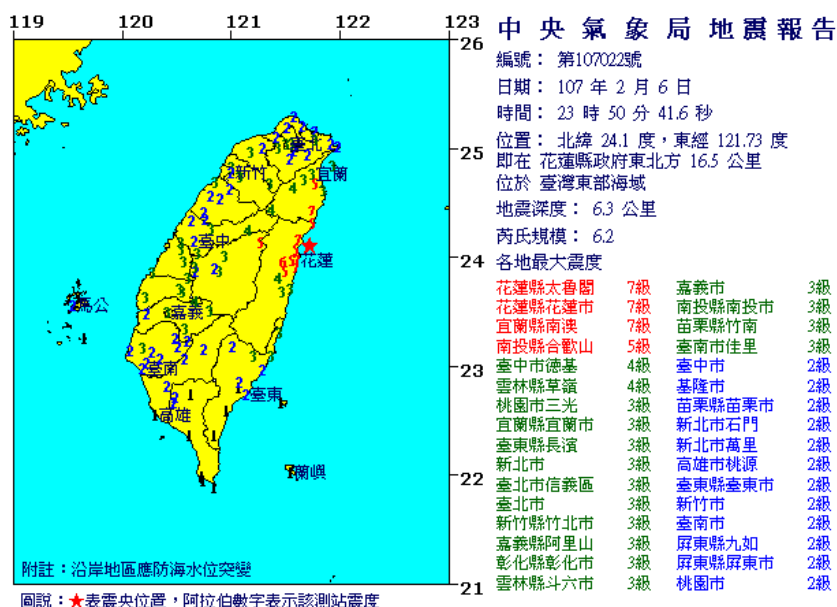 119 120 121 122 123
26
25
24
23
22
21
臺北
新竹
宜蘭
臺中
花蓮
馬公
嘉義
臺南
臺東
高雄
蘭嶼
附註：沿岸地區應防海水位突變
圖說：★表震央位置，阿拉伯數字表示該測站震度
中央氣象局地震報告
編號： 第107022號
日期： 107 年 2 月 6 日
時間： 23 時 50 分 41.6 秒
位置： 北緯 24.1 度，東經 121.73 度
即在 花蓮縣政府東北方 16.5 公里
位於 臺灣東部海域
地震深度： 6.3 公里
芮氏規模： 6.2
各地最大震度
花蓮縣太魯閣 7級 嘉義市 3級
花蓮縣花蓮市 7級 南投縣南投市 3級
宜蘭縣南澳 7級 苗栗縣竹南 3級
南投縣合歡山 5級 臺南市佳里 3級
臺中市德基 4級 臺中市 2級
雲林縣草嶺 4級 基隆市 2級
桃園市三光 3級 苗栗縣苗栗市 2級
宜蘭縣宜蘭市 3級 新北市石門 2級
臺東縣長濱 3級 新北市萬里 2級
新北市 3級 高雄市桃源 2級
臺北市信義區 3級 臺東縣臺東市 2級
臺北市 3級 新竹市 2級
新竹縣竹北市 3級 臺南市 2級
嘉義縣阿里山 3級 屏東縣九如 2級
彰化縣彰化市 3級 屏東縣屏東市 2級
雲林縣斗六市 3級 桃園市 2級